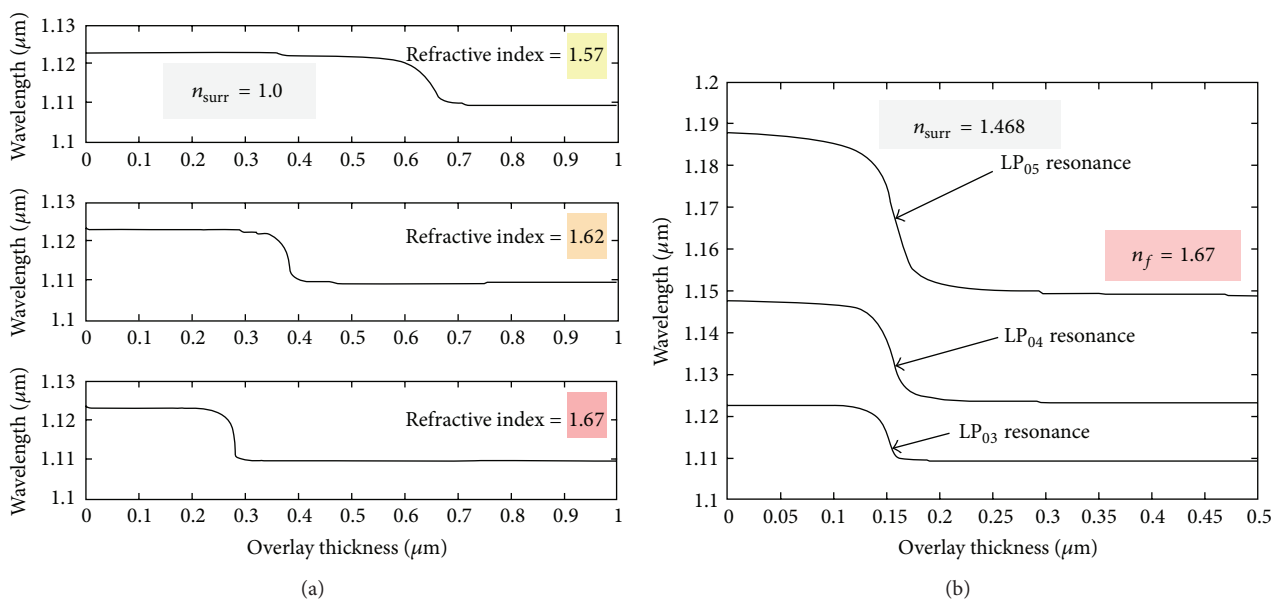 1.13
Refractive index = 1.57
1.12
n_surr = 1.0
1.11
1.1
Wavelength (μm)
0 0.1 0.2 0.3 0.4 0.5 0.6 0.7 0.8 0.9 1
1.13
Refractive index = 1.62
1.12
1.11
1.1
Wavelength (μm)
0 0.1 0.2 0.3 0.4 0.5 0.6 0.7 0.8 0.9 1
1.13
Refractive index = 1.67
1.12
1.11
1.1
Wavelength (μm)
0 0.1 0.2 0.3 0.4 0.5 0.6 0.7 0.8 0.9 1
Overlay thickness (μm)
(a)
1.2
1.19
n_surr = 1.468
1.18
LP₀₅ resonance
1.17
1.16
n_f = 1.67
1.15
1.14
LP₀₄ resonance
1.13
1.12
LP₀₃ resonance
1.11
1.1
Wavelength (μm)
0 0.05 0.1 0.15 0.2 0.25 0.3 0.35 0.4 0.45 0.5
Overlay thickness (μm)
(b)